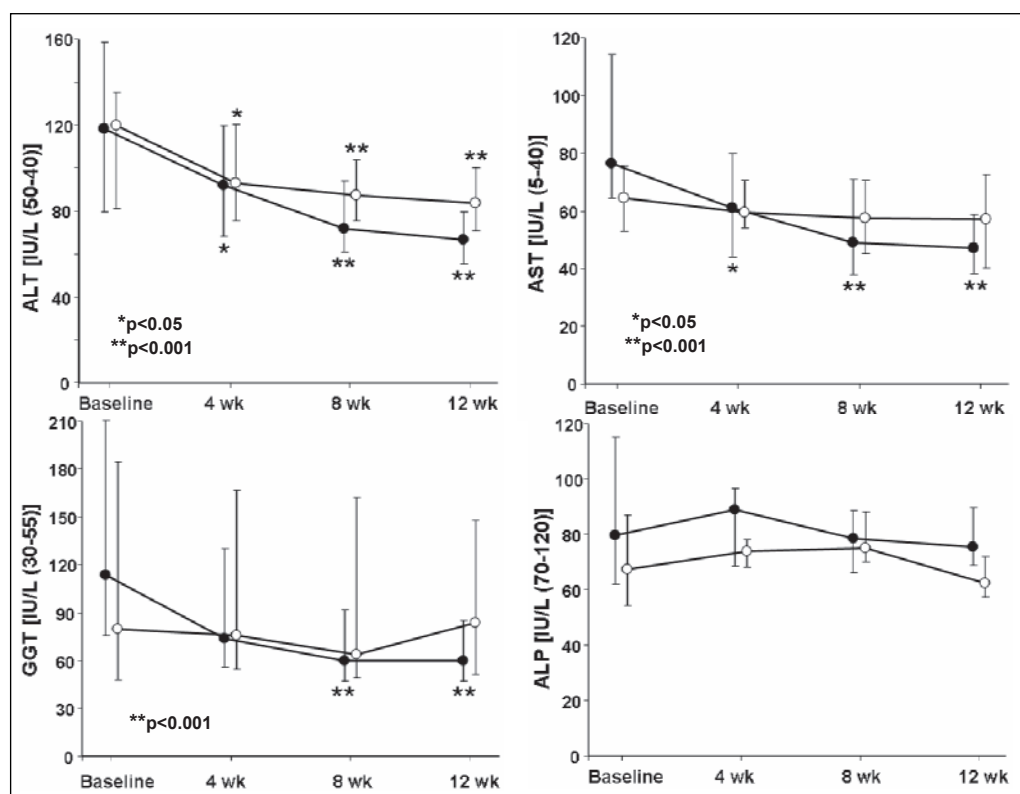 ALT [IU/L (50-40)]
160
120
80
40
0
*
**
**
*
**
**
*p<0.05
**p<0.001
Baseline 4 wk 8 wk 12 wk
AST [IU/L (5-40)]
120
100
80
60
40
20
0
*
**
**
*p<0.05
**p<0.001
Baseline 4 wk 8 wk 12 wk
GGT [IU/L (30-55)]
210
180
150
120
90
60
30
0
**
**
**p<0.001
Baseline 4 wk 8 wk 12 wk
ALP [IU/L (70-120)]
120
100
80
60
40
20
0
Baseline 4 wk 8 wk 12 wk